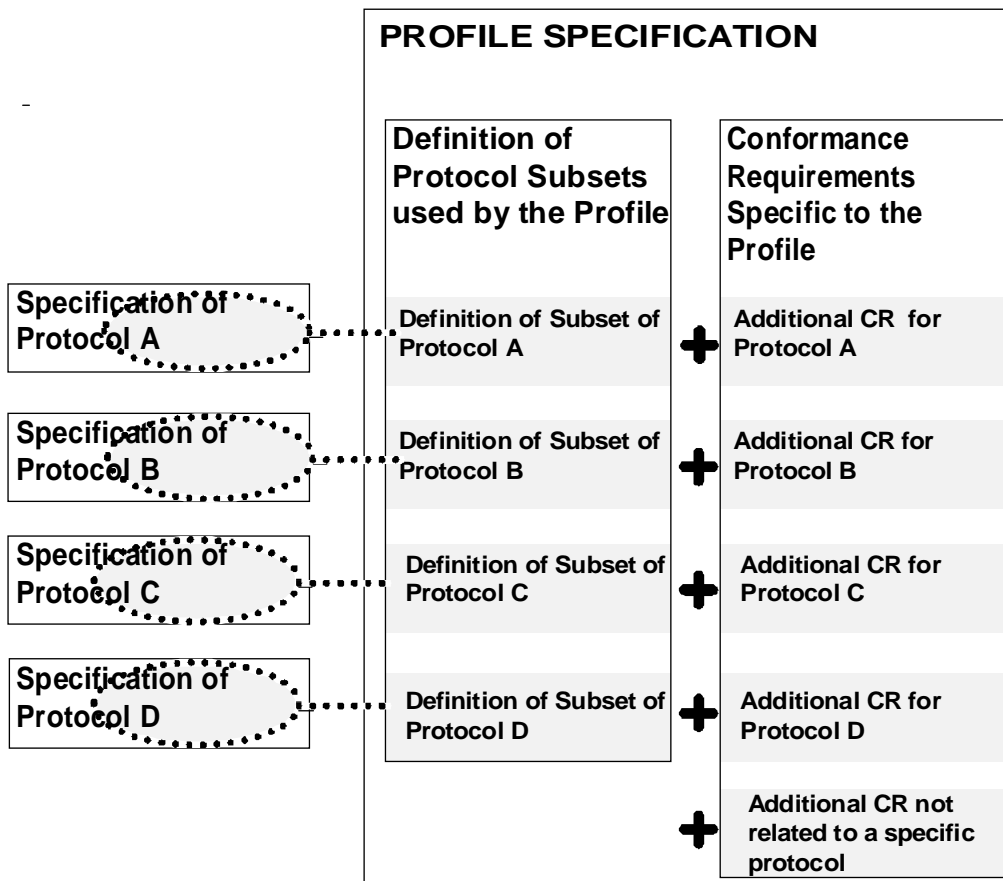 PROFILE SPECIFICATION
Definition of
Protocol Subsets
used by the Profile
Conformance
Requirements
Specific to the
Profile
Specification of
Protocol A
Definition of Subset of
Protocol A
Additional CR for
Protocol A
Specification of
Protocol B
Definition of Subset of
Protocol B
Additional CR for
Protocol B
Specification of
Protocol C
Definition of Subset of
Protocol C
Additional CR for
Protocol C
Specification of
Protocol D
Definition of Subset of
Protocol D
Additional CR for
Protocol D
Additional CR not
related to a specific
protocol